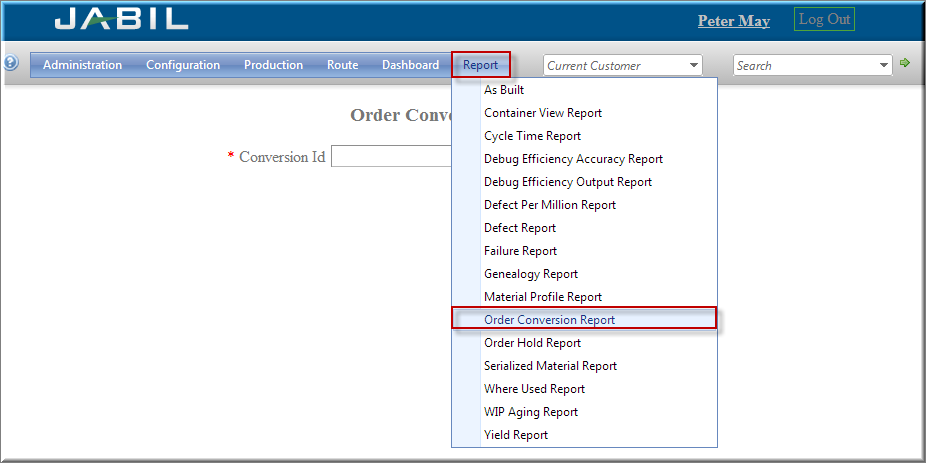 JABIL
Peter May Log Out
Administration Configuration Production Route Dashboard Report Current Customer Search
Order Conve
* Conversion Id
As Built
Container View Report
Cycle Time Report
Debug Efficiency Accuracy Report
Debug Efficiency Output Report
Defect Per Million Report
Defect Report
Failure Report
Genealogy Report
Material Profile Report
Order Conversion Report
Order Hold Report
Serialized Material Report
Where Used Report
WIP Aging Report
Yield Report